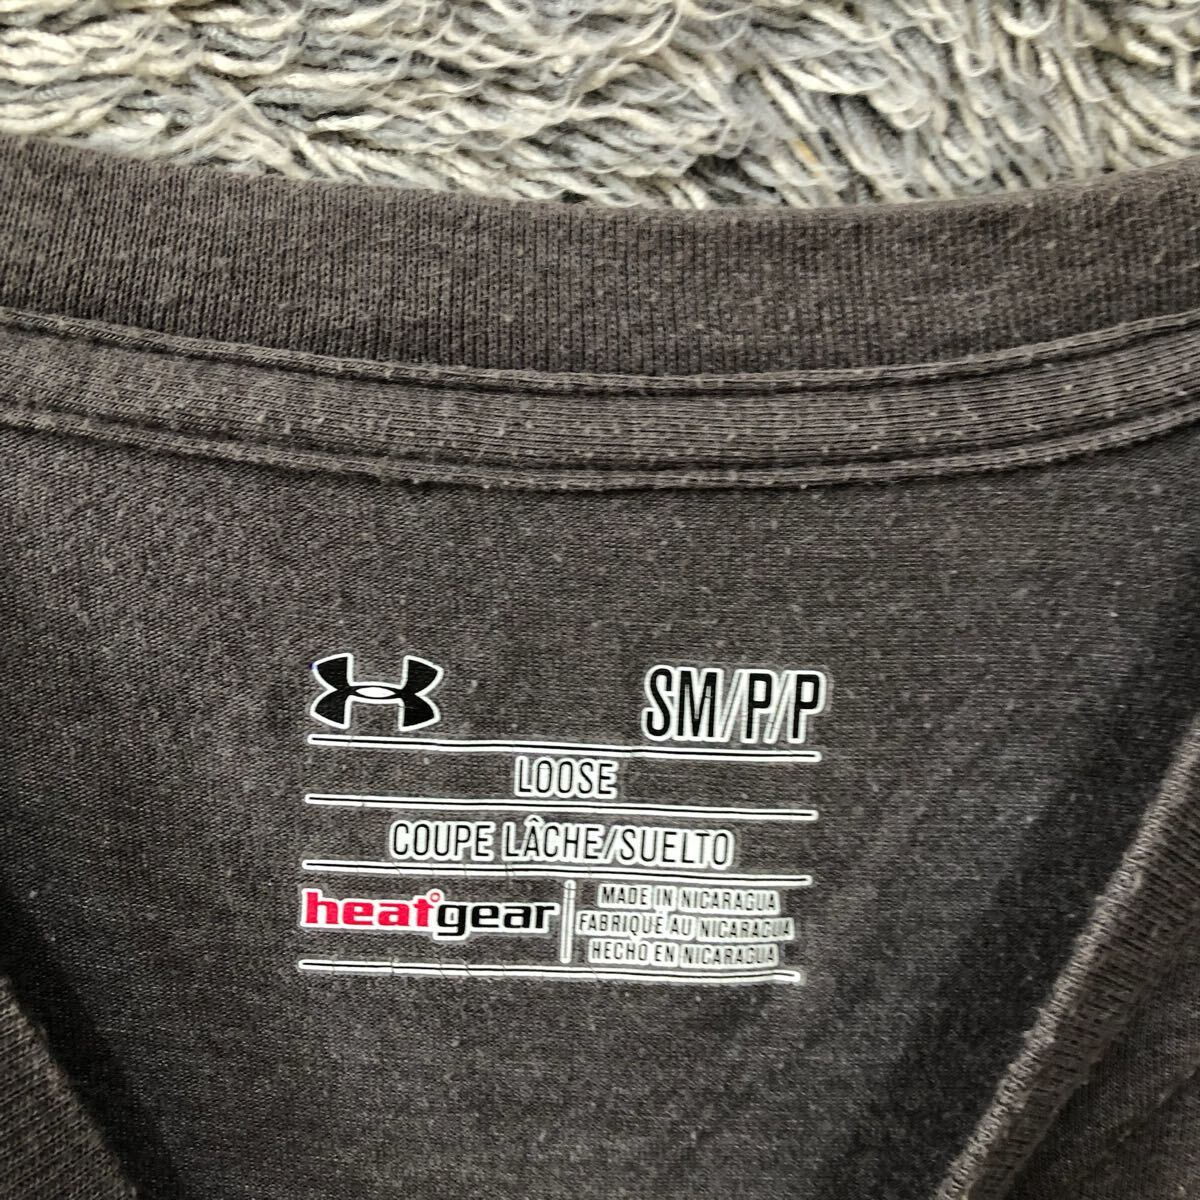 SM/P/P
LOOSE
COUPE LÂCHE/SUELTO
heatgear
MADE IN NICARAGUA
FABRIQUÉ AU NICARAGUA
HECHO EN NICARAGUA